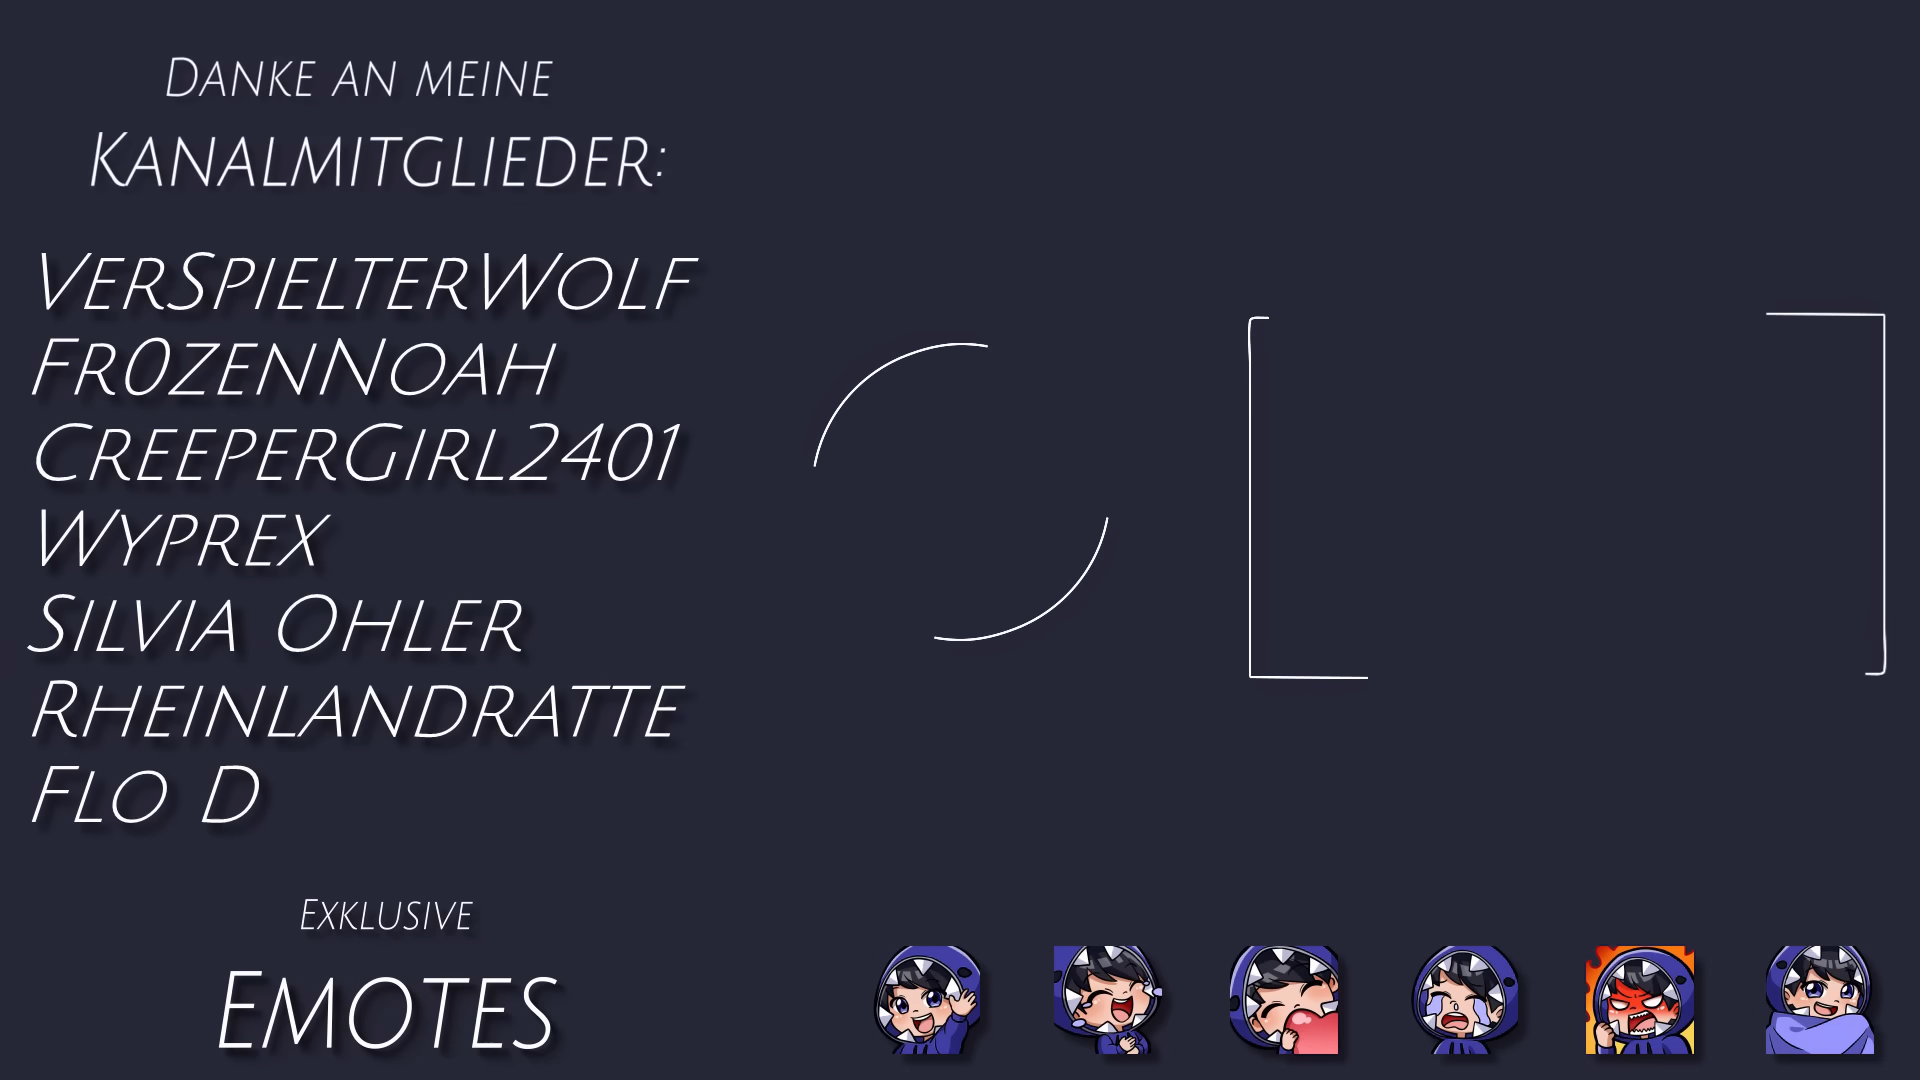 Danke an meine
Kanalmitglieder:
VerSpielterWolf
Fr0zenNoah
CreeperGirl2401
Wyprex
Silvia Ohler
Rheinlandratte
Flo D
Exklusive
Emotes